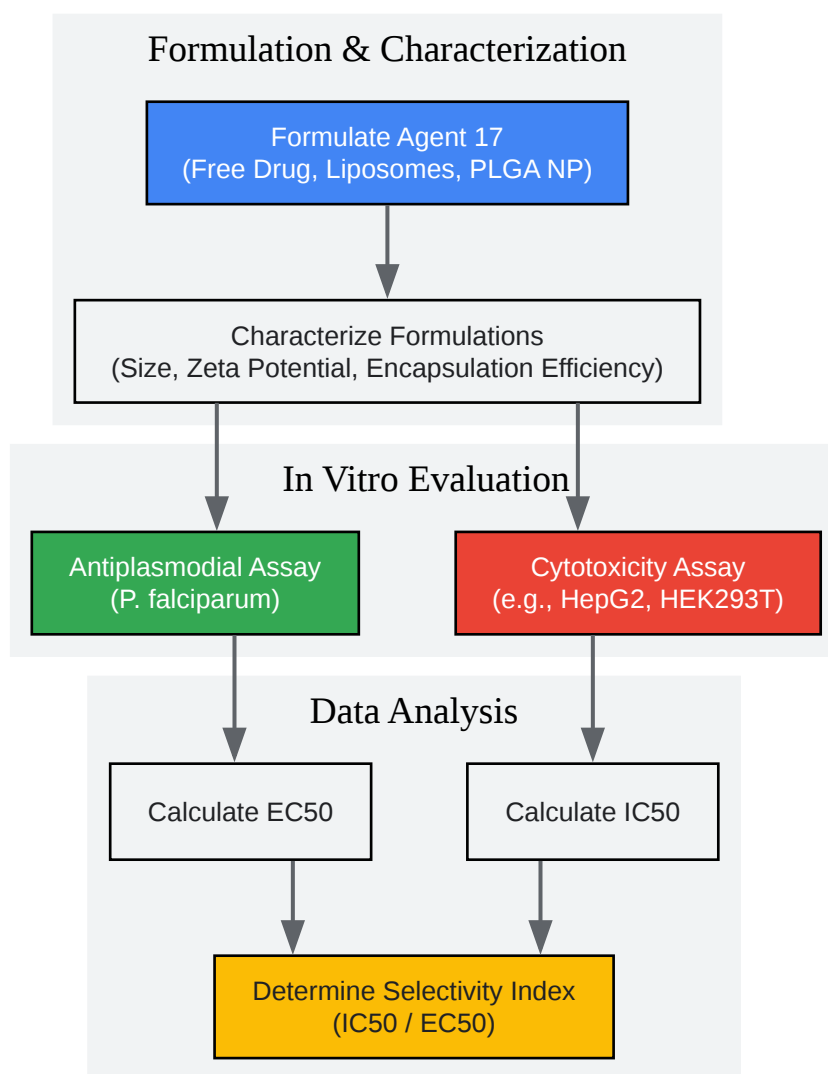 Formulation & Characterization
Formulate Agent 17
(Free Drug, Liposomes, PLGA NP)
Characterize Formulations
(Size, Zeta Potential, Encapsulation Efficiency)
In Vitro Evaluation
Antiplasmodial Assay
(P. falciparum)
Cytotoxicity Assay
(e.g., HepG2, HEK293T)
Data Analysis
Calculate EC50
Calculate IC50
Determine Selectivity Index
(IC50 / EC50)